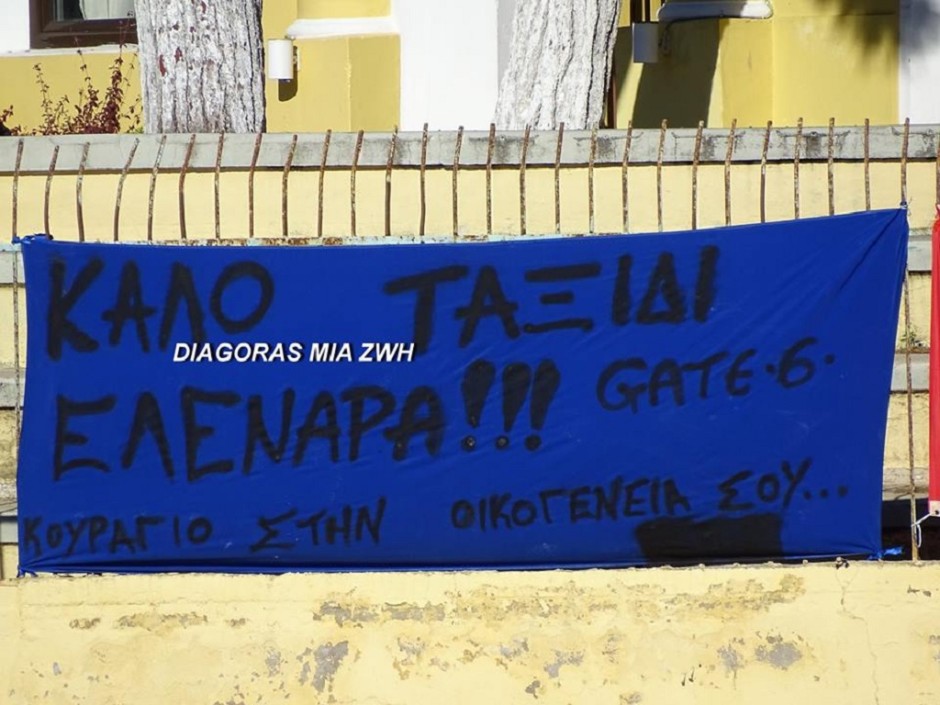 ΚΑΛΟ ΤΑΞΙΔΙ
DIAGORAS MIA ZWH
ΕΛΕΝΑΡΑ!!! GATE·6·
ΚΟΥΡΑΓΙΟ ΣΤΗΝ ΟΙΚΟΓΕΝΕΙΑ ΣΟΥ...